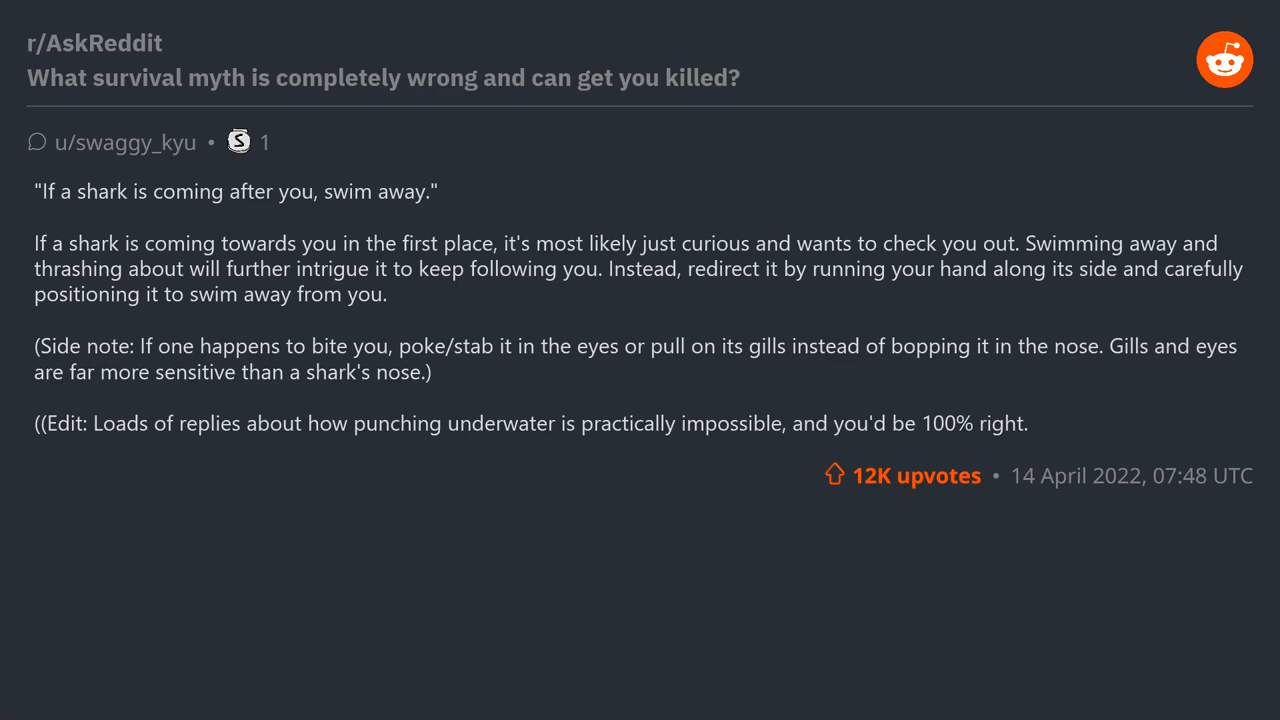 r/AskReddit
What survival myth is completely wrong and can get you killed?
u/swaggy_kyu • S 1
"If a shark is coming after you, swim away."
If a shark is coming towards you in the first place, it's most likely just curious and wants to check you out. Swimming away and
thrashing about will further intrigue it to keep following you. Instead, redirect it by running your hand along its side and carefully
positioning it to swim away from you.
(Side note: If one happens to bite you, poke/stab it in the eyes or pull on its gills instead of bopping it in the nose. Gills and eyes
are far more sensitive than a shark's nose.)
((Edit: Loads of replies about how punching underwater is practically impossible, and you'd be 100% right.
12K upvotes • 14 April 2022, 07:48 UTC